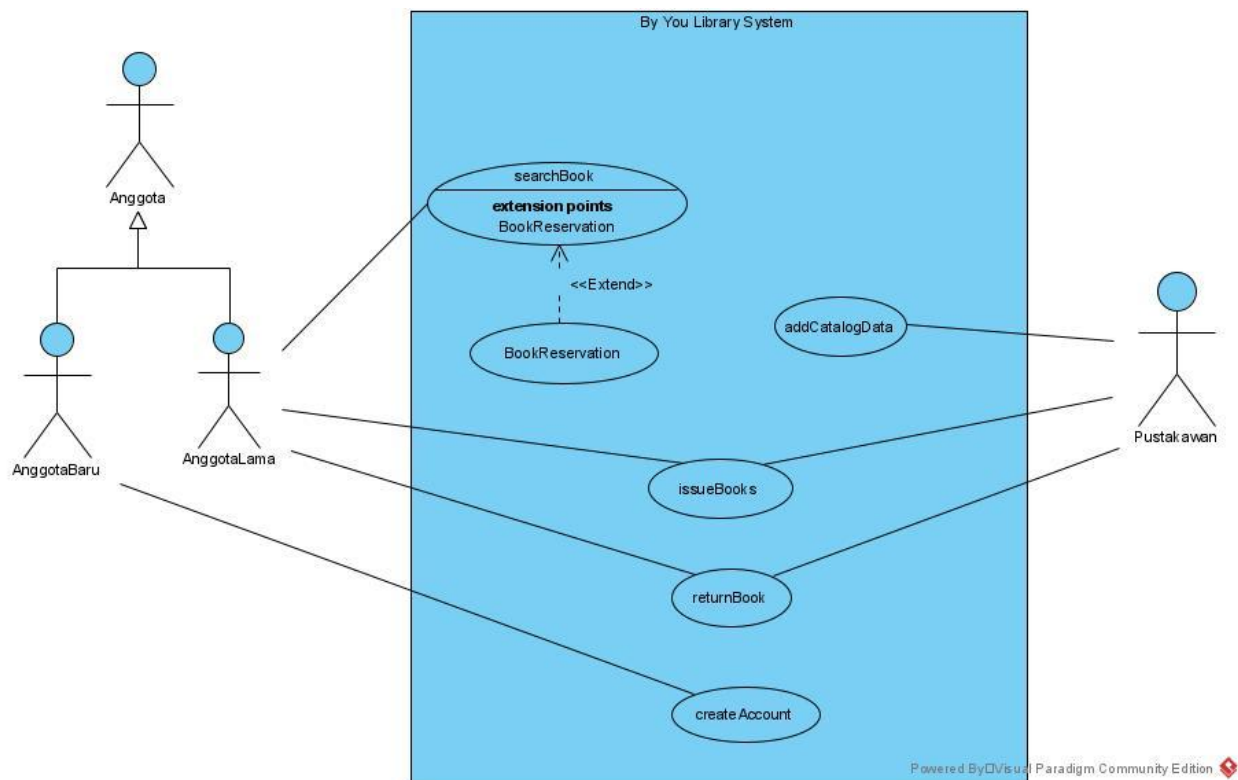 By You Library System
Anggota
searchBook
extension points
BookReservation
<<Extend>>
BookReservation
addCatalogData
AnggotaBaru
AnggotaLama
Pustakawan
issueBooks
returnBook
createAccount
Powered By□Visual Paradigm Community Edition